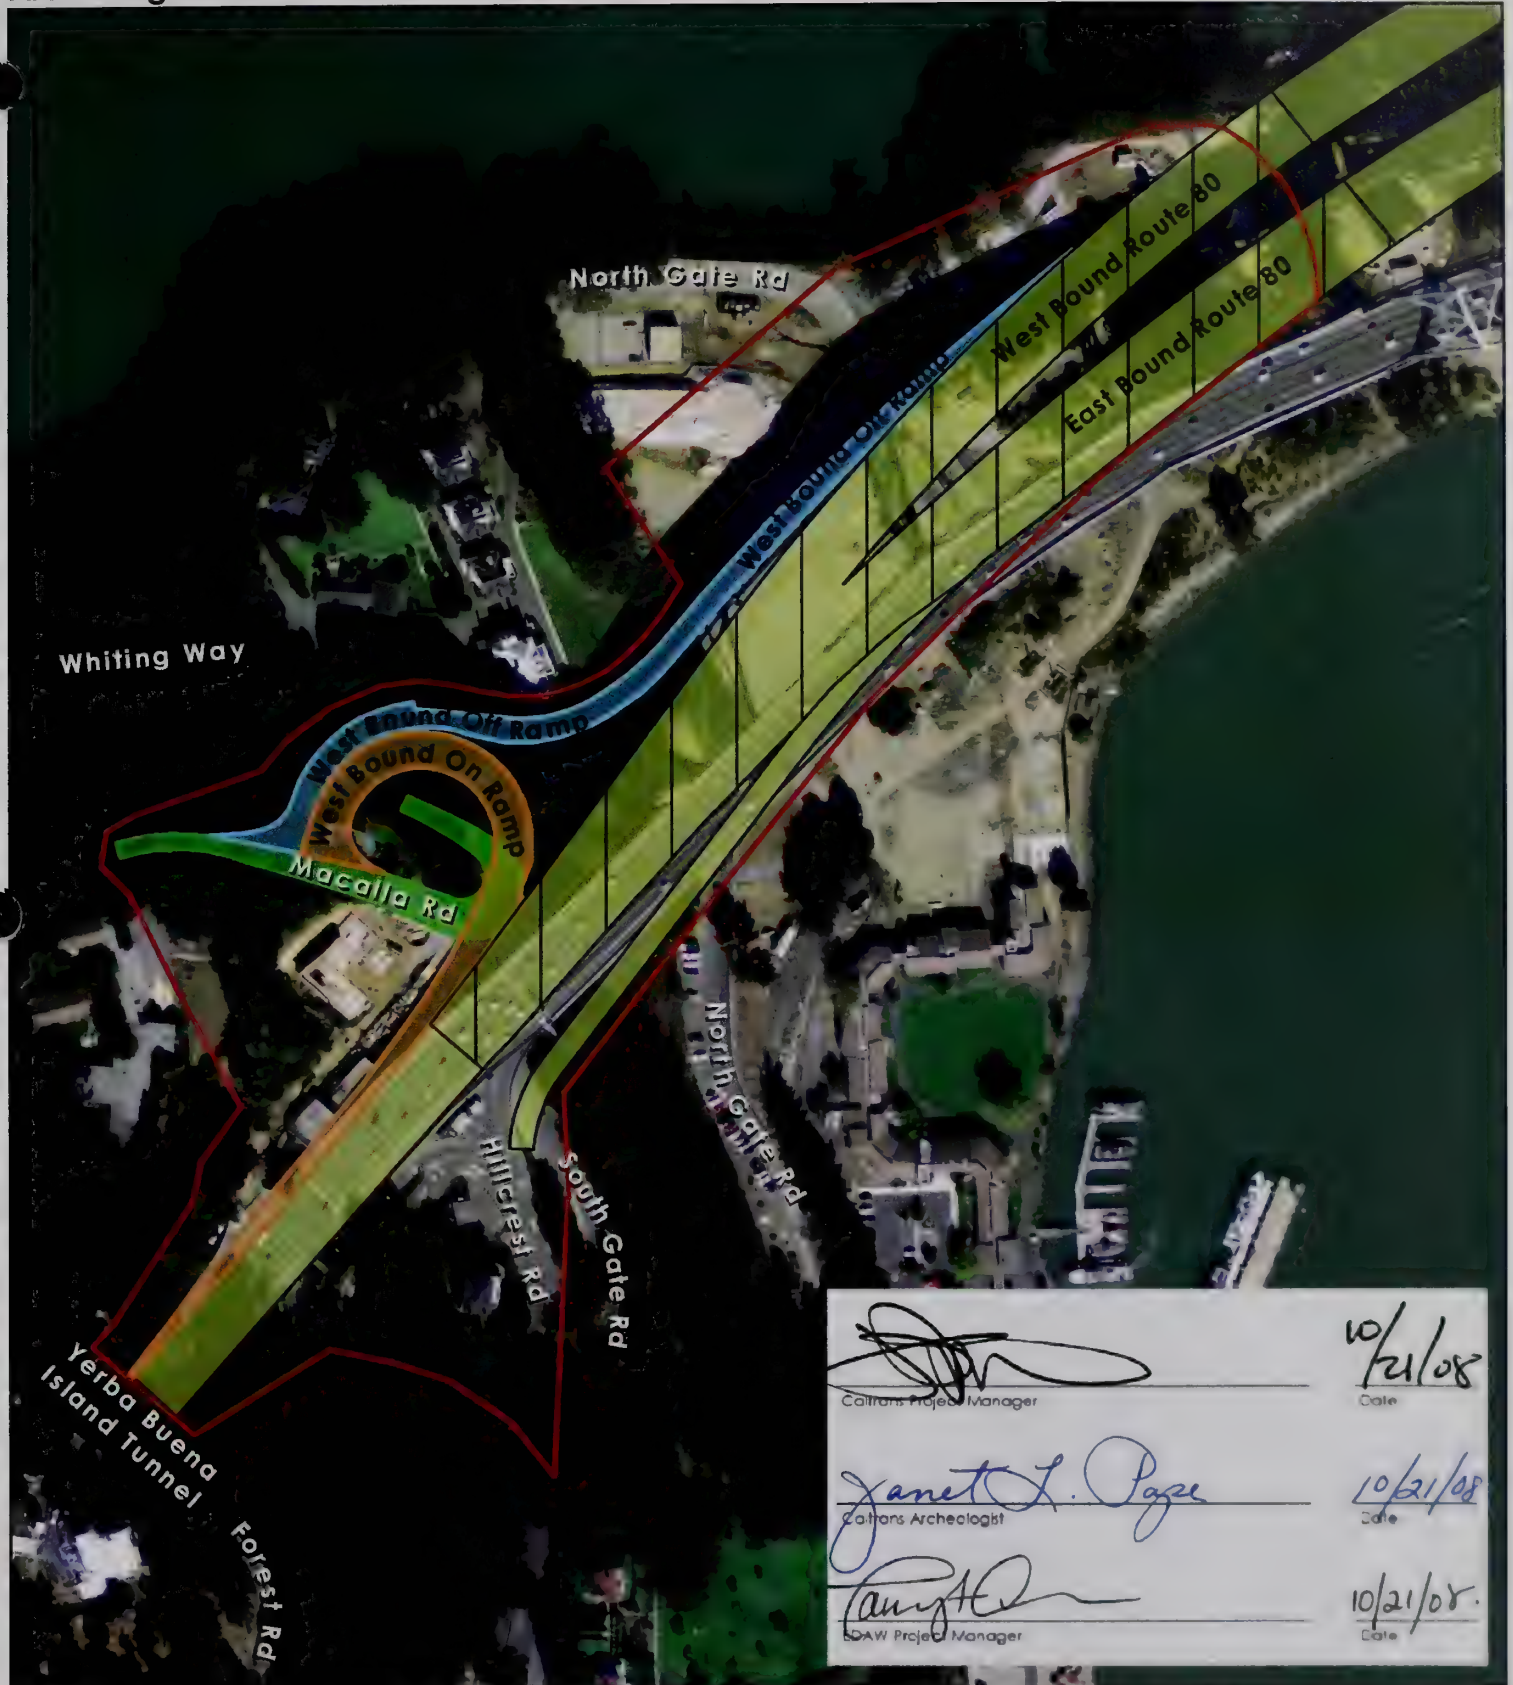 North Gate Rd
West Bound Route 80
East Bound Route 80
West Bound Off Ramp
Whiting Way
West Bound Off Ramp
West Bound On Ramp
Macalla Rd
North Gate Rd
Hillcrest Rd
South Gate Rd
Yerba Buena
Island Tunnel
Forest Rd
10/21/08
Caltrans Project Manager Date
Janet L. Pape 10/21/08
Caltrans Archeologist Date
10/21/08.
EDAW Project Manager Date